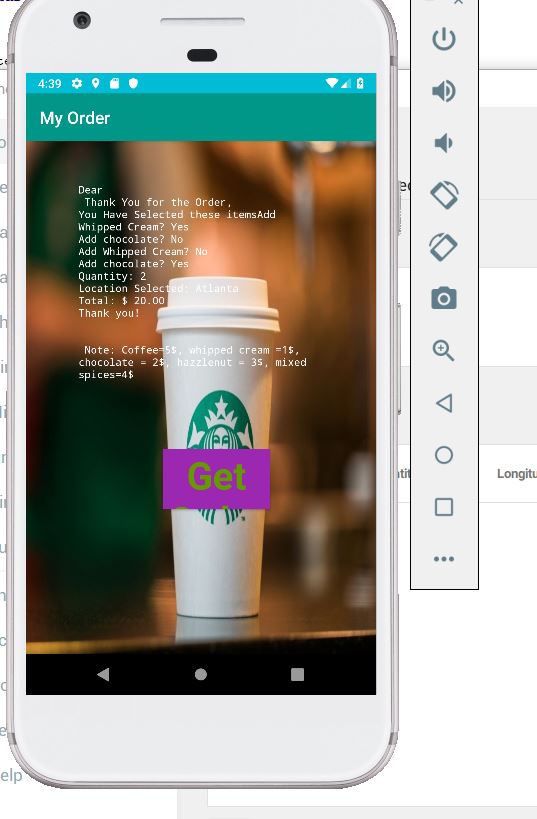 4:39
My Order
Dear
Thank You for the Order,
You Have Selected these itemsAdd
Whipped Cream? Yes
Add chocolate? No
Add Whipped Cream? No
Add chocolate? Yes
Quantity: 2
Location Selected: Atlanta
Total: $ 20.00
Thank you!
Note: Coffee=5$, whipped cream =1$,
chocolate = 2$, hazzlenut = 3$, mixed
spices=4$
Get
Longitu
elp